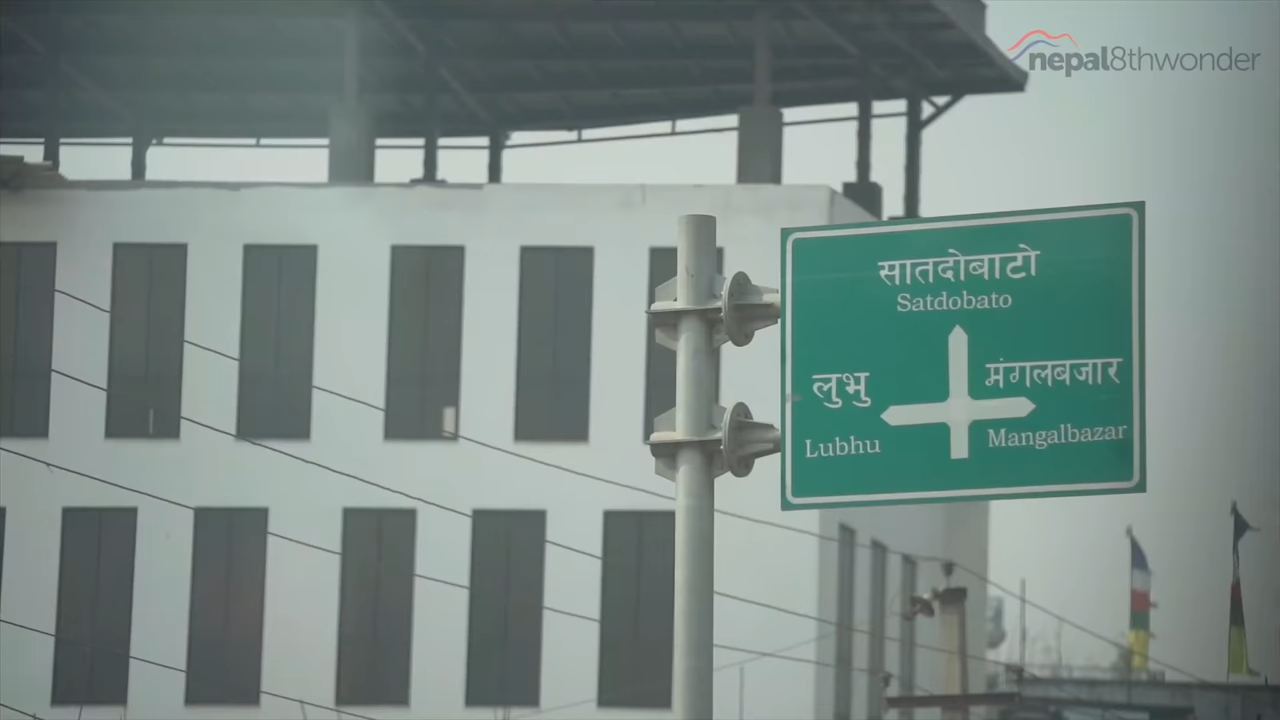 nepal8thwonder
सातदोबाटो
Satdobato
लुभु
Lubhu
मंगलबजार
Mangalbazar